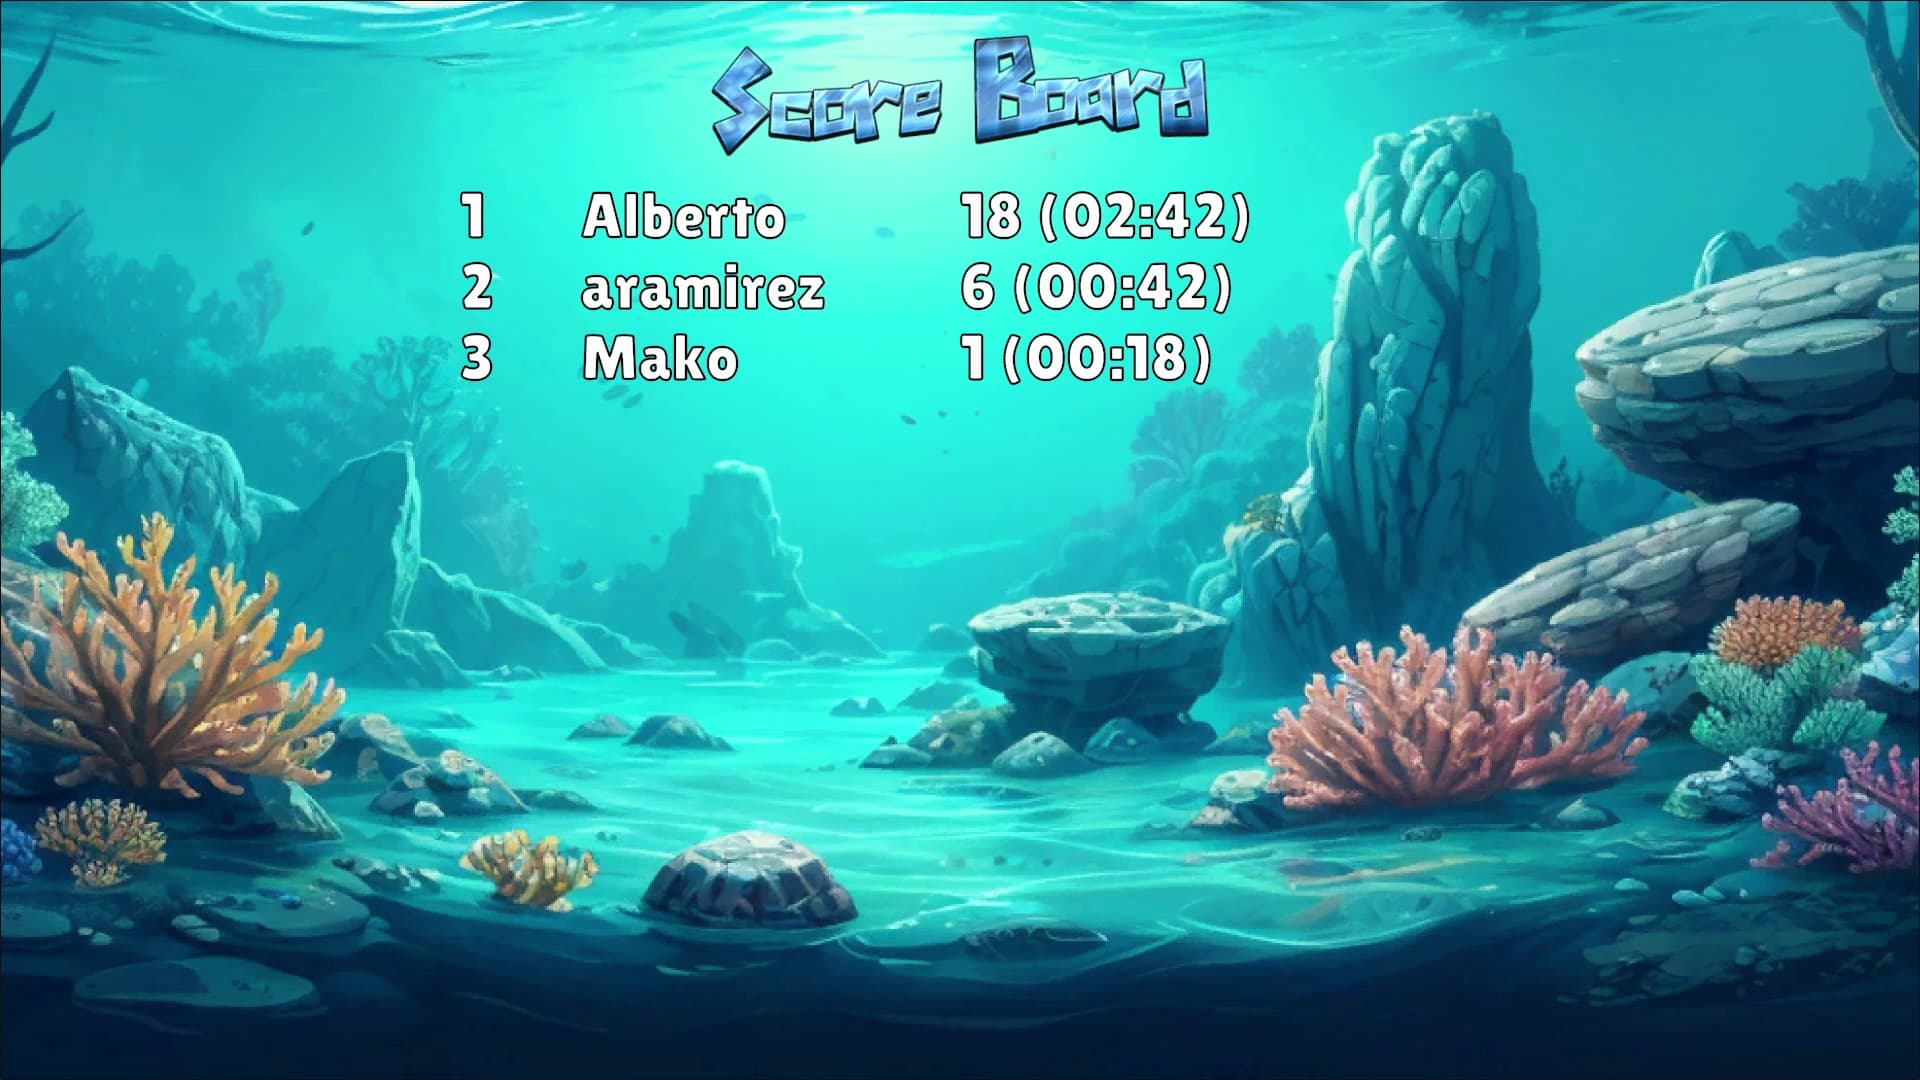 Score Board
1 Alberto 18 (02:42)
2 aramirez 6 (00:42)
3 Mako 1 (00:18)